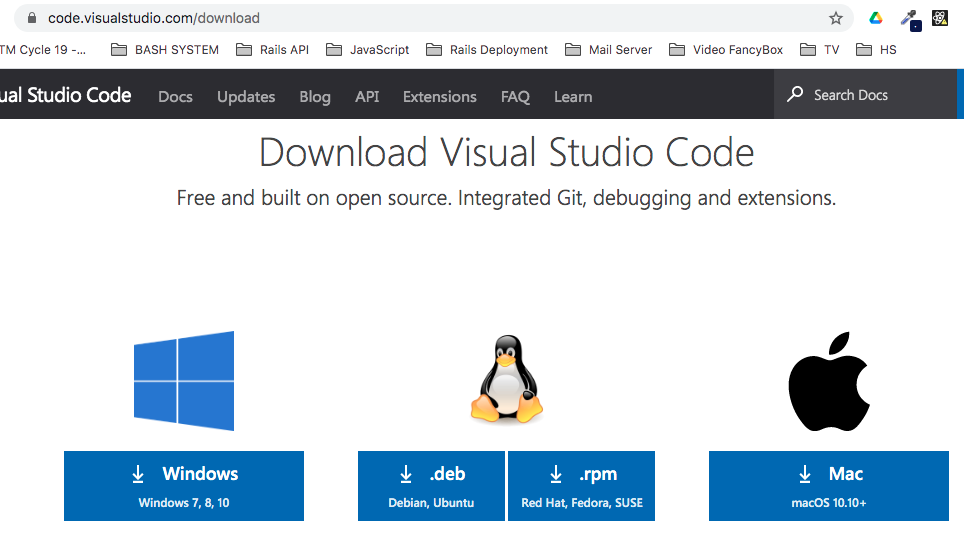 code.visualstudio.com/download
TM Cycle 19 -... BASH SYSTEM Rails API JavaScript Rails Deployment Mail Server Video FancyBox TV HS
ual Studio Code Docs Updates Blog API Extensions FAQ Learn Search Docs
Download Visual Studio Code
Free and built on open source. Integrated Git, debugging and extensions.
Windows
Windows 7, 8, 10
.deb
Debian, Ubuntu
.rpm
Red Hat, Fedora, SUSE
Mac
macOS 10.10+